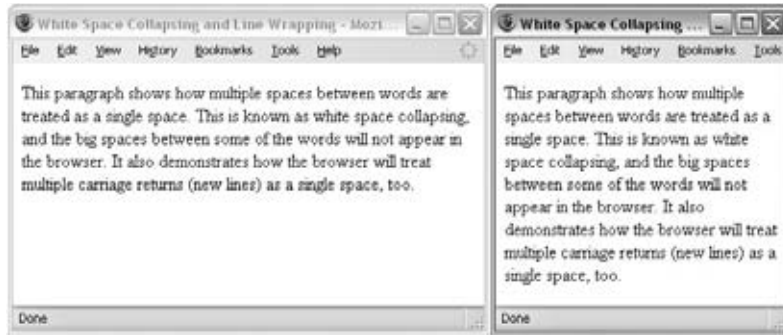 White Space Collapsing and Line Wrapping - Mozi...
File Edit View History Bookmarks Tools Help
This paragraph shows how multiple spaces between words are
treated as a single space. This is known as white space collapsing,
and the big spaces between some of the words will not appear in
the browser. It also demonstrates how the browser will treat
multiple carriage returns (new lines) as a single space, too.
Done
White Space Collapsing ...
File Edit View History Bookmarks Tools
This paragraph shows how multiple
spaces between words are treated as a
single space. This is known as white
space collapsing, and the big spaces
between some of the words will not
appear in the browser. It also
demonstrates how the browser will treat
multiple carriage returns (new lines) as a
single space, too.
Done